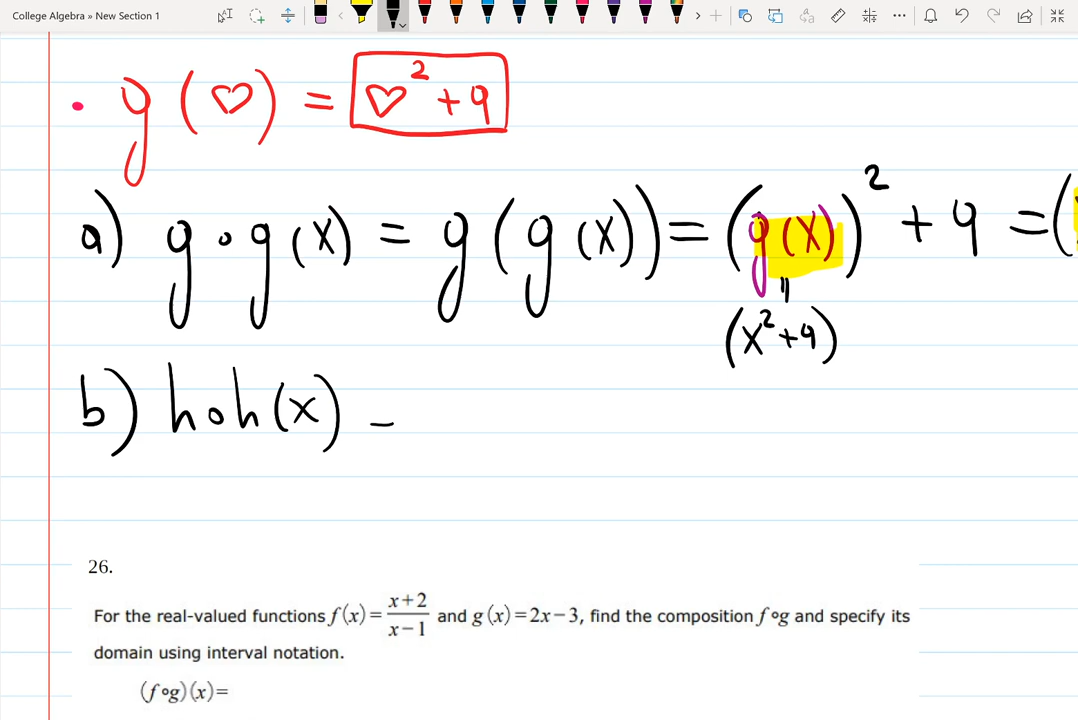 College Algebra » New Section 1
g(♡) = ♡² + 9
a) g∘g(x) = g(g(x)) = (g(x))² + 9 = (
॥
(x²+9)
b) h∘h(x) -
26.
For the real-valued functions f(x)=(x+2)/(x−1) and g(x)=2x−3, find the composition f∘g and specify its
domain using interval notation.
(f∘g)(x)=